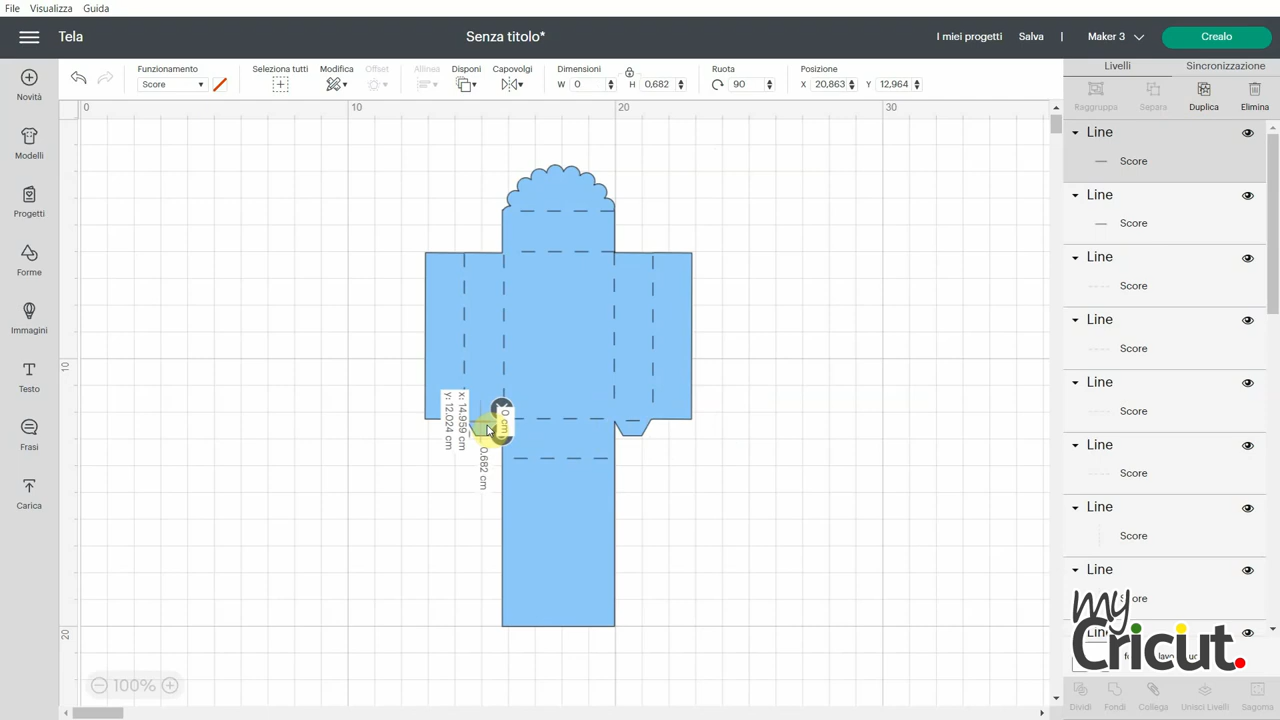 File Visualizza Guida
Tela
Senza titolo*
I miei progetti
Salva
Maker 3
Crealo
Funzionamento
Score
Seleziona tutti
Modifica
Offset
Allinea
Disponi
Capovolgi
Dimensioni
W 0
H 0,682
Ruota
90
Posizione
X 20,863
Y 12,964
Livelli
Sincronizzazione
Raggruppa
Separa
Duplica
Elimina
Novità
Modelli
Progetti
Forme
Immagini
Testo
Frasi
Carica
0
10
20
30
10
20
x: 14.959 cm
y: 12.024 cm
0 cm
0.682 cm
100%
Line
Score
Line
Score
Line
Score
Line
Score
Line
Score
Line
Score
Line
Score
Line
my
Cricut.
Dividi
Fondi
Collega
Unisci Livelli
Sagoma